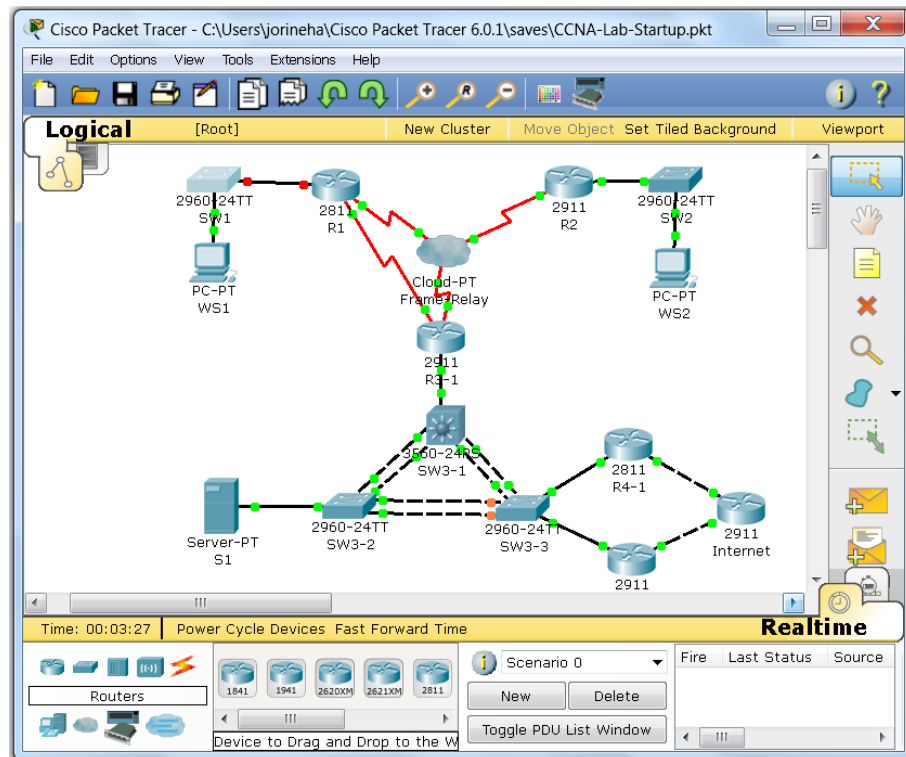 Cisco Packet Tracer - C:\Users\jorineha\Cisco Packet Tracer 6.0.1\saves\CCNA-Lab-Startup.pkt
File Edit Options View Tools Extensions Help
Logical [Root] New Cluster Move Object Set Tiled Background Viewport
2960-24TT
SW1
2811
R1
2911
R2
2960-24TT
SW2
PC-PT
WS1
Cloud-PT
Frame-Relay
PC-PT
WS2
2911
R3-1
3560-24PS
SW3-1
2811
R4-1
Server-PT
S1
2960-24TT
SW3-2
2960-24TT
SW3-3
2911
Internet
2911
Time: 00:03:27 Power Cycle Devices Fast Forward Time Realtime
Routers
1841 1941 2620XM 2621XM 2811
Device to Drag and Drop to the W
Scenario 0
New Delete
Toggle PDU List Window
Fire Last Status Source